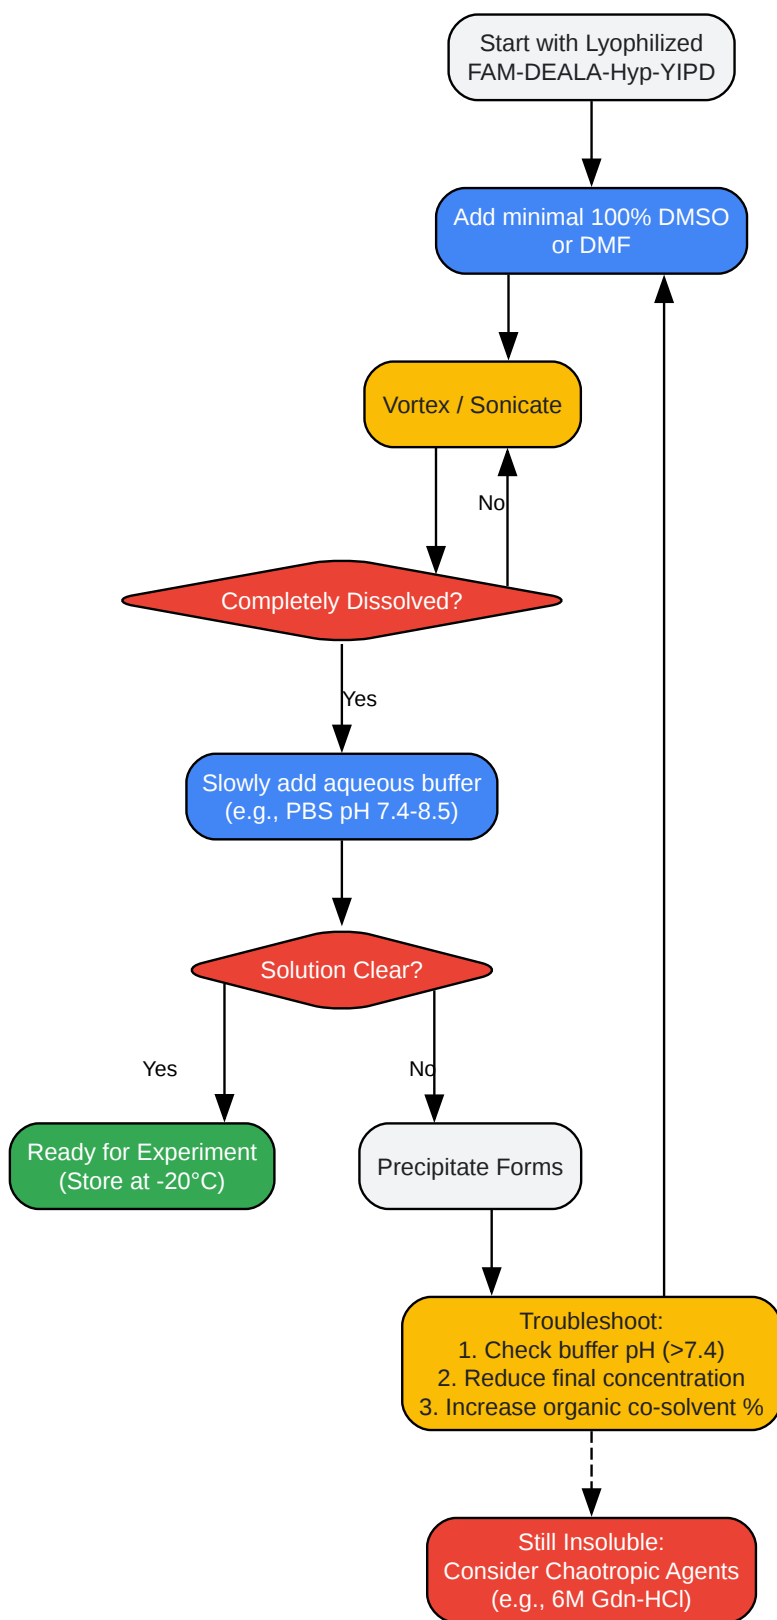 Start with Lyophilized
FAM-DEALA-Hyp-YIPD
Add minimal 100% DMSO
or DMF
Vortex / Sonicate
No
Completely Dissolved?
Yes
Slowly add aqueous buffer
(e.g., PBS pH 7.4-8.5)
Solution Clear?
Yes
No
Ready for Experiment
(Store at -20°C)
Precipitate Forms
Troubleshoot:
1. Check buffer pH (>7.4)
2. Reduce final concentration
3. Increase organic co-solvent %
Still Insoluble:
Consider Chaotropic Agents
(e.g., 6M Gdn-HCl)